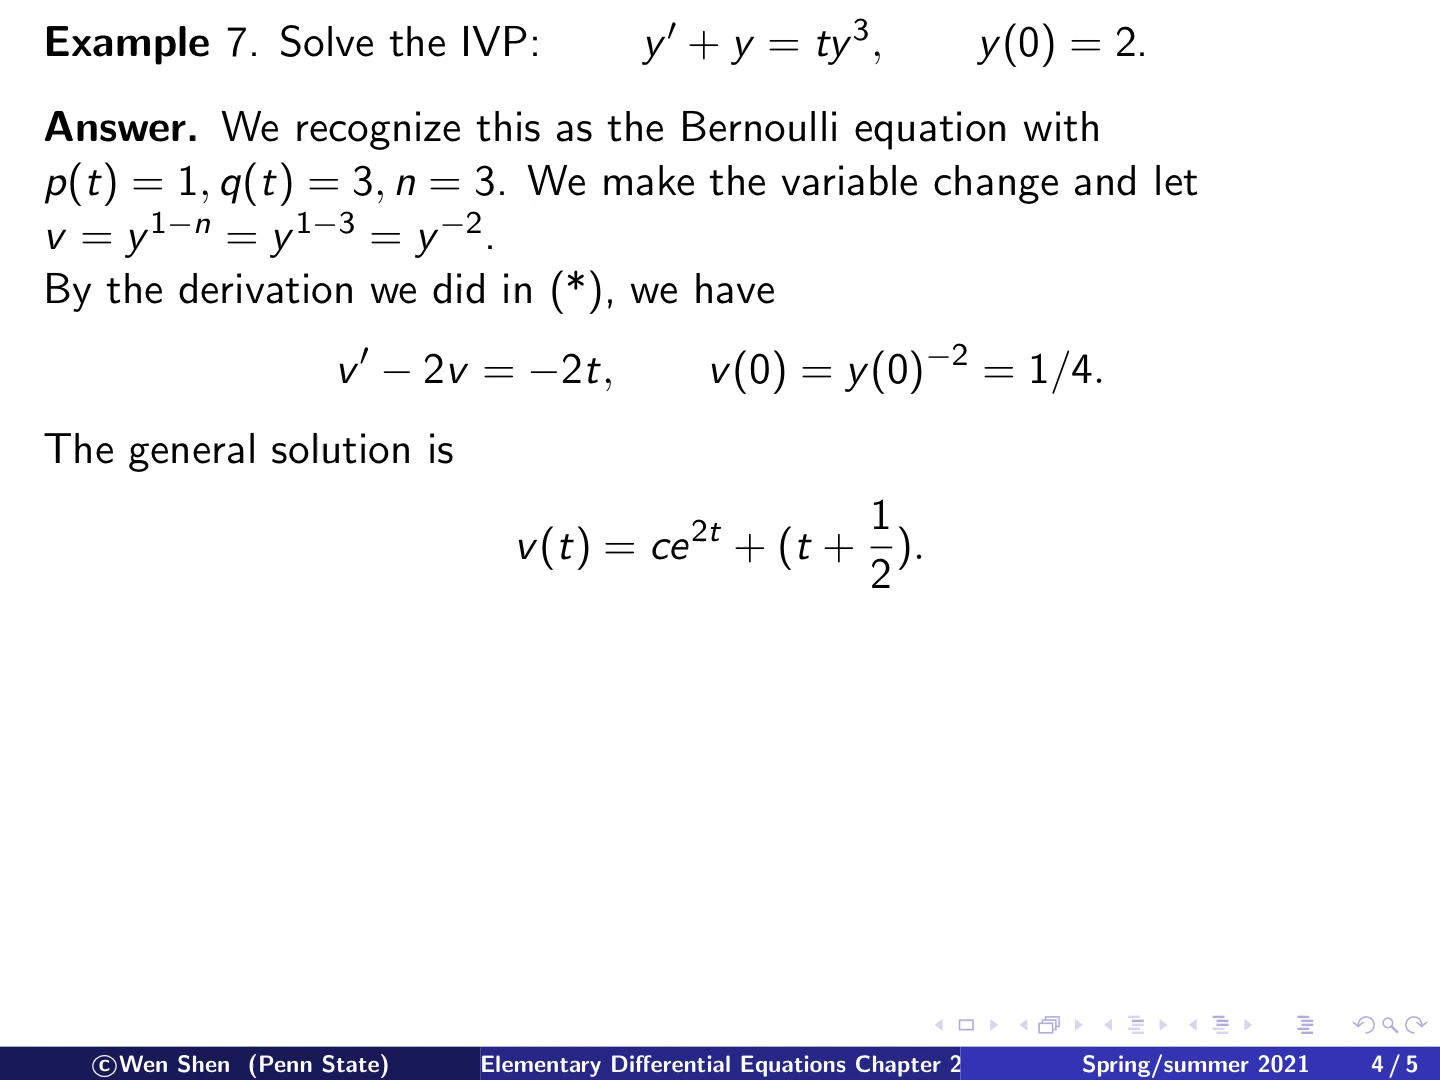 Example 7. Solve the IVP: y′ + y = ty³, y(0) = 2.
Answer. We recognize this as the Bernoulli equation with
p(t) = 1, q(t) = 3, n = 3. We make the variable change and let
v = y^{1−n} = y^{1−3} = y^{−2}.
By the derivation we did in (*), we have
v′ − 2v = −2t, v(0) = y(0)^{−2} = 1/4.
The general solution is
v(t) = ce^{2t} + (t + 1/2).
©Wen Shen (Penn State) Elementary Differential Equations Chapter 2 Spring/summer 2021 4 / 5